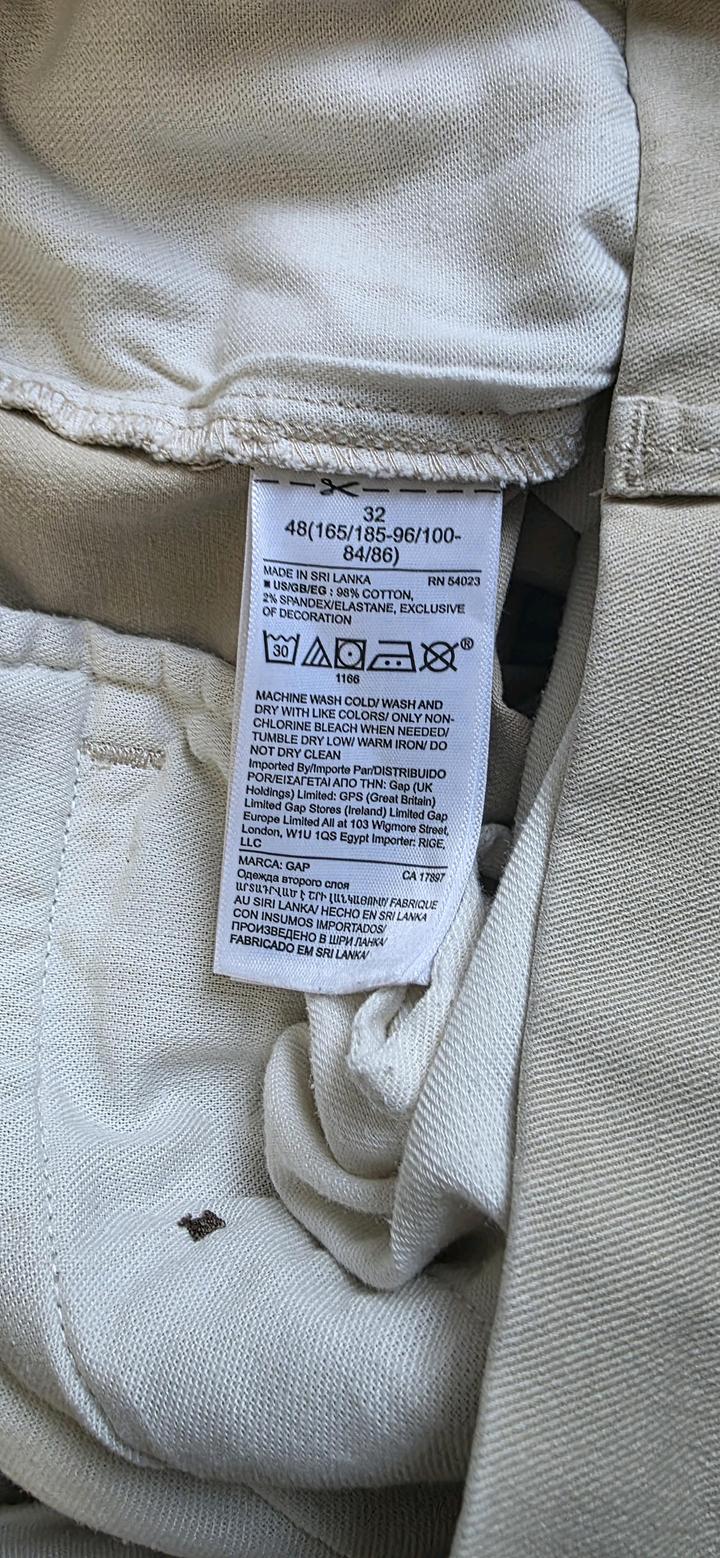 32
48(165/185-96/100-
84/86)
MADE IN SRI LANKA RN 54023
■ US/GB/EG : 98% COTTON,
2% SPANDEX/ELASTANE, EXCLUSIVE
OF DECORATION
30 ®
1166
MACHINE WASH COLD/ WASH AND
DRY WITH LIKE COLORS/ ONLY NON-
CHLORINE BLEACH WHEN NEEDED/
TUMBLE DRY LOW/ WARM IRON/ DO
NOT DRY CLEAN
Imported By/Importe Par/DISTRIBUIDO
POR/ΕΙΣΑΓΕΤΑΙ ΑΠΟ ΤΗΝ: Gap (UK
Holdings) Limited: GPS (Great Britain)
Limited Gap Stores (Ireland) Limited Gap
Europe Limited All at 103 Wigmore Street,
London, W1U 1QS Egypt Importer: RIGE,
LLC
MARCA: GAP CA 17897
Одежда второго слоя
ԱՐՏԱԴՐՎԱԾ Է ՇՐԻ ԼԱՆԿԱՅՈՒՄ/ FABRIQUE
AU SIRI LANKA/ HECHO EN SRI LANKA
CON INSUMOS IMPORTADOS/
ПРОИЗВЕДЕНО В ШРИ ЛАНКА/
FABRICADO EM SRI LANKA/